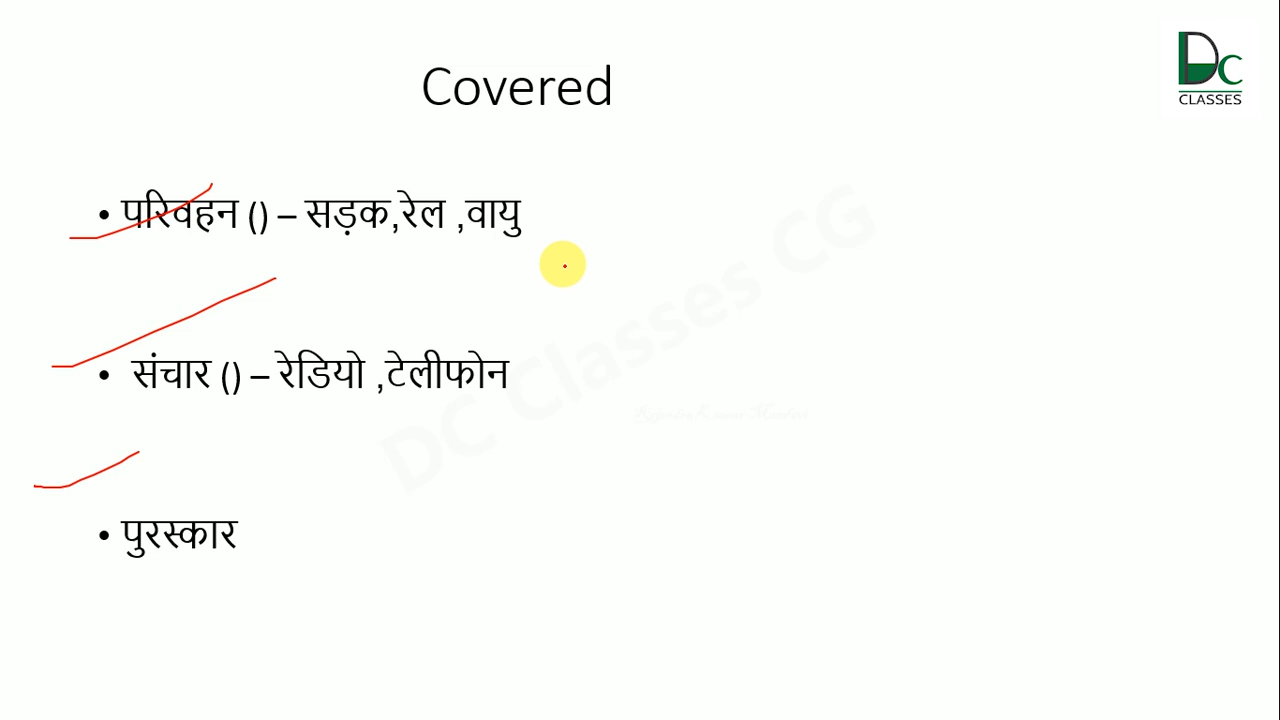 Covered
DC
CLASSES
• परिवहन () – सड़क,रेल ,वायु
• संचार () – रेडियो ,टेलीफोन
• पुरस्कार
DC Classes CG